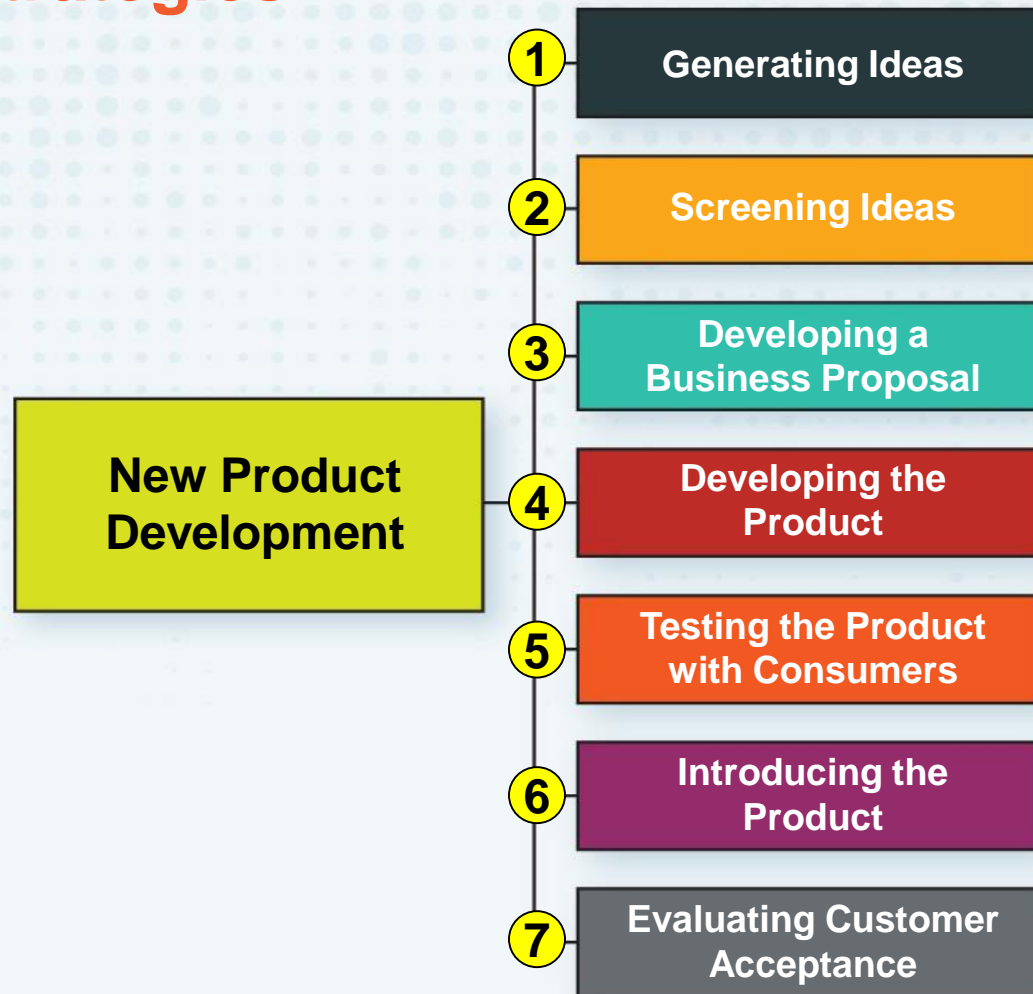 1
Generating Ideas
2
Screening Ideas
3
Developing a
Business Proposal
New Product
Development
4
Developing the
Product
5
Testing the Product
with Consumers
6
Introducing the
Product
7
Evaluating Customer
Acceptance